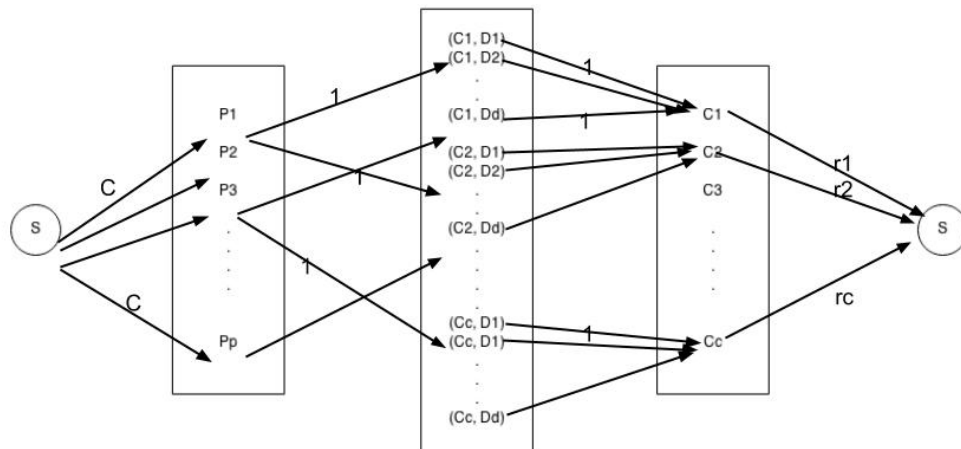 S
C
C
P1
P2
P3
.
.
.
.
Pp
1
1
1
(C1, D1)
(C1, D2)
.
.
(C1, Dd)
(C2, D1)
(C2, D2)
.
.
(C2, Dd)
.
.
.
.
(Cc, D1)
(Cc, D1)
.
.
.
(Cc, Dd)
1
1
1
C1
C2
C3
.
.
.
.
Cc
r1
r2
rc
S